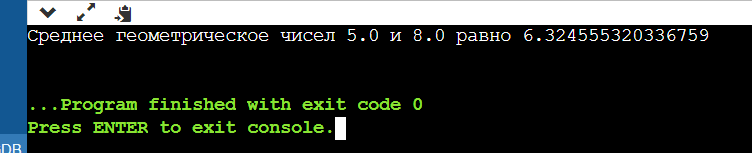 Среднее геометрическое чисел 5.0 и 8.0 равно 6.324555320336759
...Program finished with exit code 0
Press ENTER to exit console.
DB